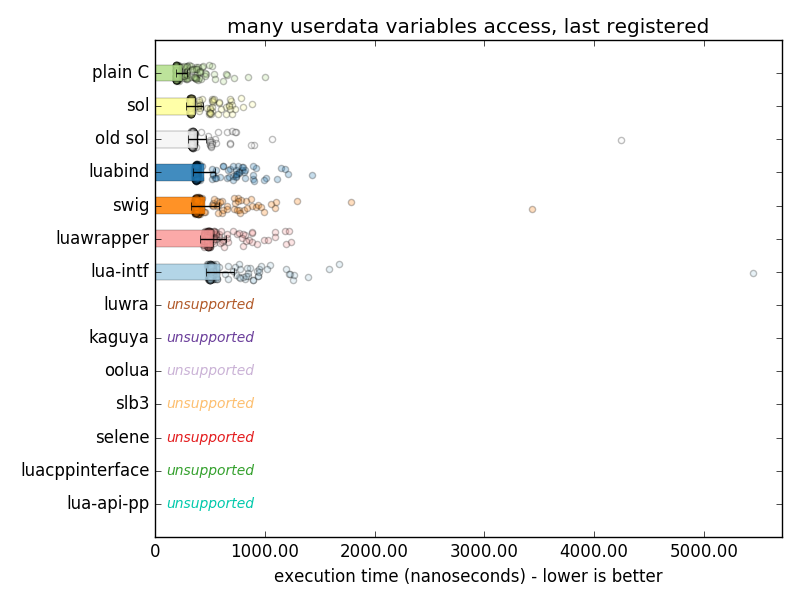 many userdata variables access, last registered
plain C
sol
old sol
luabind
swig
luawrapper
lua-intf
luwra unsupported
kaguya unsupported
oolua unsupported
slb3 unsupported
selene unsupported
luacppinterface unsupported
lua-api-pp unsupported
0 1000.00 2000.00 3000.00 4000.00 5000.00
execution time (nanoseconds) - lower is better